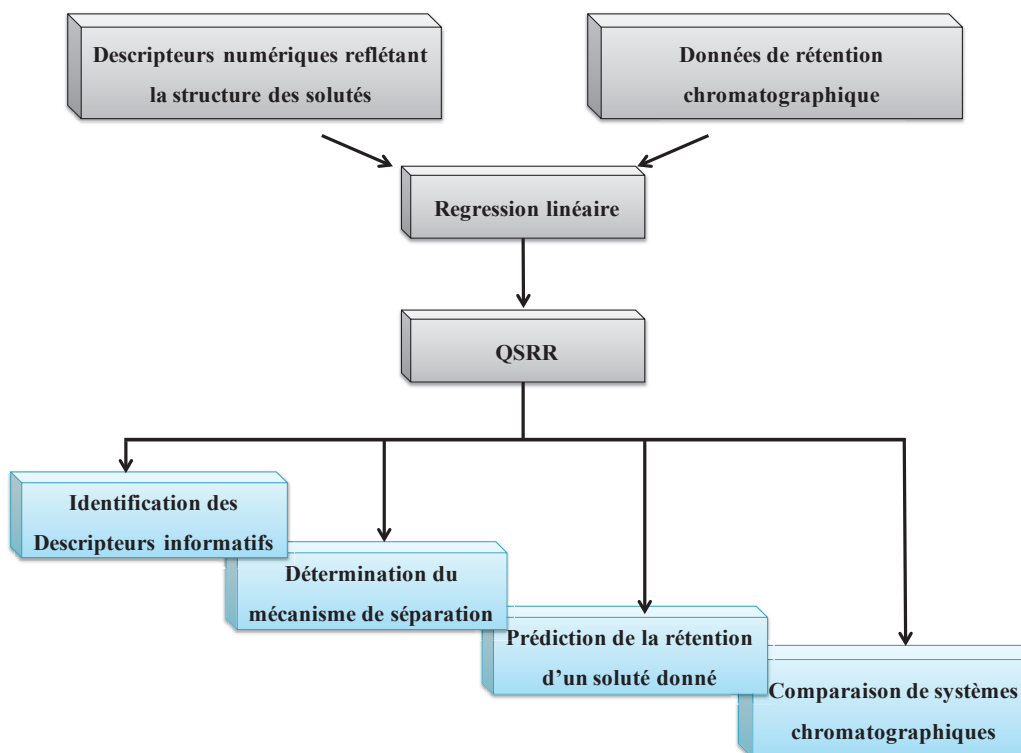 Descripteurs numériques reflétant
la structure des solutés
Données de rétention
chromatographique
Regression linéaire
QSRR
Identification des
Descripteurs informatifs
Détermination du
mécanisme de séparation
Prédiction de la rétention
d’un soluté donné
Comparaison de systèmes
chromatographiques